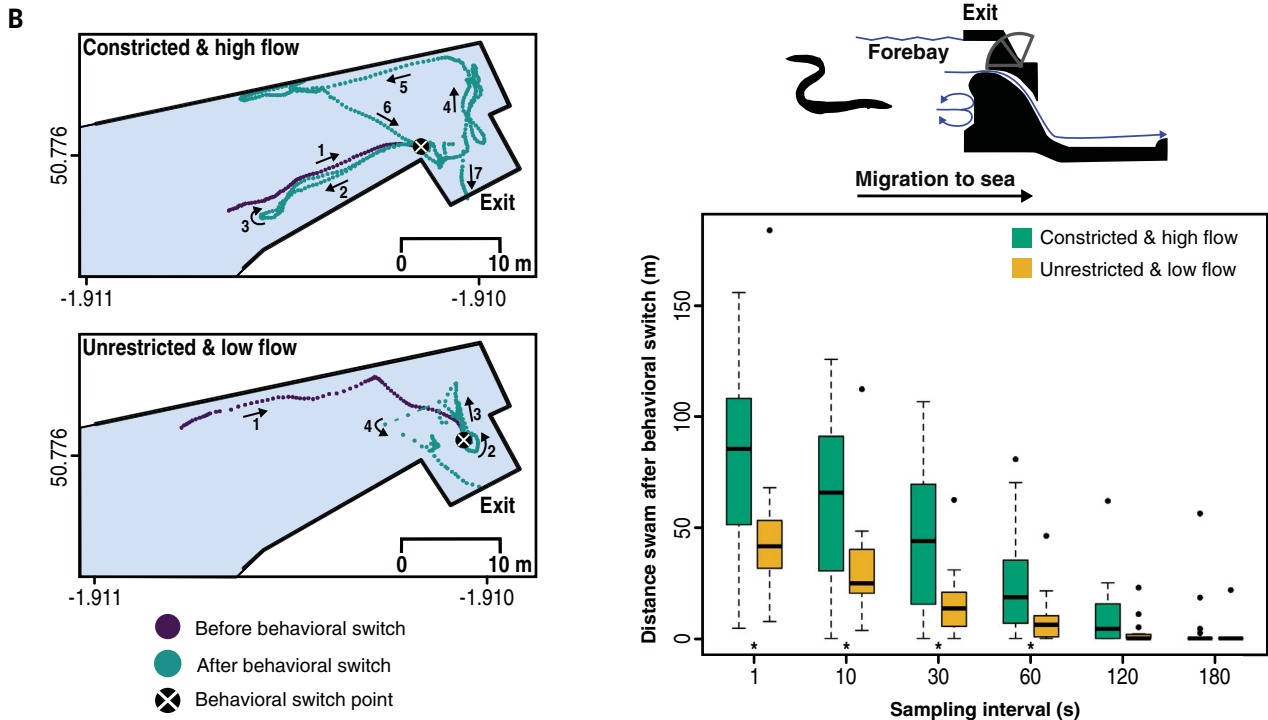 B
Constricted & high flow
1
2
3
4
5
6
7
Exit
0 10 m
50.776
-1.911 -1.910
Unrestricted & low flow
1
2
3
4
Exit
0 10 m
50.776
-1.911 -1.910
Before behavioral switch
After behavioral switch
Behavioral switch point
Exit
Forebay
Migration to sea
Constricted & high flow
Unrestricted & low flow
Distance swam after behavioral switch (m)
150
100
50
0
* * * *
1 10 30 60 120 180
Sampling interval (s)